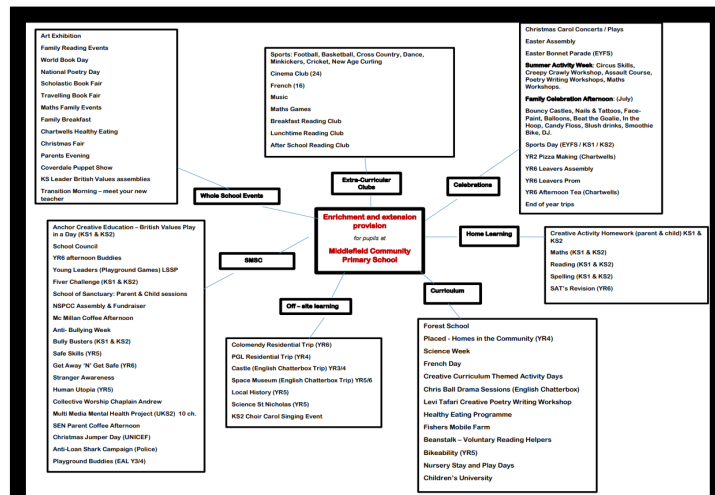 Art Exhibition
Family Reading Events
World Book Day
National Poetry Day
Scholastic Book Fair
Travelling Book Fair
Maths Family Events
Family Breakfast
Chartwells Healthy Eating
Christmas Fair
Parents Evening
Coverdale Puppet Show
KS Leader British Values assemblies
Transition Morning – meet your new
teacher
Whole School Events
Sports: Football, Basketball, Cross Country, Dance,
Minkickers, Cricket, New Age Curling
Cinema Club (24)
French (16)
Music
Maths Games
Breakfast Reading Club
Lunchtime Reading Club
After School Reading Club
Extra-Curricular
Clubs
Christmas Carol Concerts / Plays
Easter Assembly
Easter Bonnet Parade (EYFS)
Summer Activity Week: Circus Skills,
Creepy Crawly Workshop, Assault Course,
Poetry Writing Workshops, Maths
Workshops.
Family Celebration Afternoon: (July)
Bouncy Castles, Nails & Tattoos, Face-
Paint, Balloons, Beat the Goalie, In the
Hoop, Candy Floss, Slush drinks, Smoothie
Bike, DJ.
Sports Day (EYFS / KS1 / KS2)
YR2 Pizza Making (Chartwells)
YR6 Leavers Assembly
YR6 Leavers Prom
YR6 Afternoon Tea (Chartwells)
End of year trips
Celebrations
Enrichment and extension
provision
for pupils at
Middlefield Community
Primary School
Home Learning
Creative Activity Homework (parent & child) KS1 &
KS2
Maths (KS1 & KS2)
Reading (KS1 & KS2)
Spelling (KS1 & KS2)
SAT's Revision (YR6)
SMSC
Anchor Creative Education – British Values Play
in a Day (KS1 & KS2)
School Council
YR6 afternoon Buddies
Young Leaders (Playground Games) LSSP
Fiver Challenge (KS1 & KS2)
School of Sanctuary: Parent & Child sessions
NSPCC Assembly & Fundraiser
Mc Millan Coffee Afternoon
Anti- Bullying Week
Bully Busters (KS1 & KS2)
Safe Skills (YR5)
Get Away 'N' Get Safe (YR6)
Stranger Awareness
Human Utopia (YR5)
Collective Worship Chaplain Andrew
Multi Media Mental Health Project (UKS2) 10 ch.
SEN Parent Coffee Afternoon
Christmas Jumper Day (UNICEF)
Anti-Loan Shark Campaign (Police)
Playground Buddies (EAL Y3/4)
Off – site learning
Colomendy Residential Trip (YR6)
PGL Residential Trip (YR4)
Castle (English Chatterbox Trip) YR3/4
Space Museum (English Chatterbox Trip) YR5/6
Local History (YR5)
Science St Nicholas (YR5)
KS2 Choir Carol Singing Event
Curriculum
Forest School
Placed - Homes in the Community (YR4)
Science Week
French Day
Creative Curriculum Themed Activity Days
Chris Ball Drama Sessions (English Chatterbox)
Levi Tafari Creative Poetry Writing Workshop
Healthy Eating Programme
Fishers Mobile Farm
Beanstalk – Voluntary Reading Helpers
Bikeability (YR5)
Nursery Stay and Play Days
Children's University